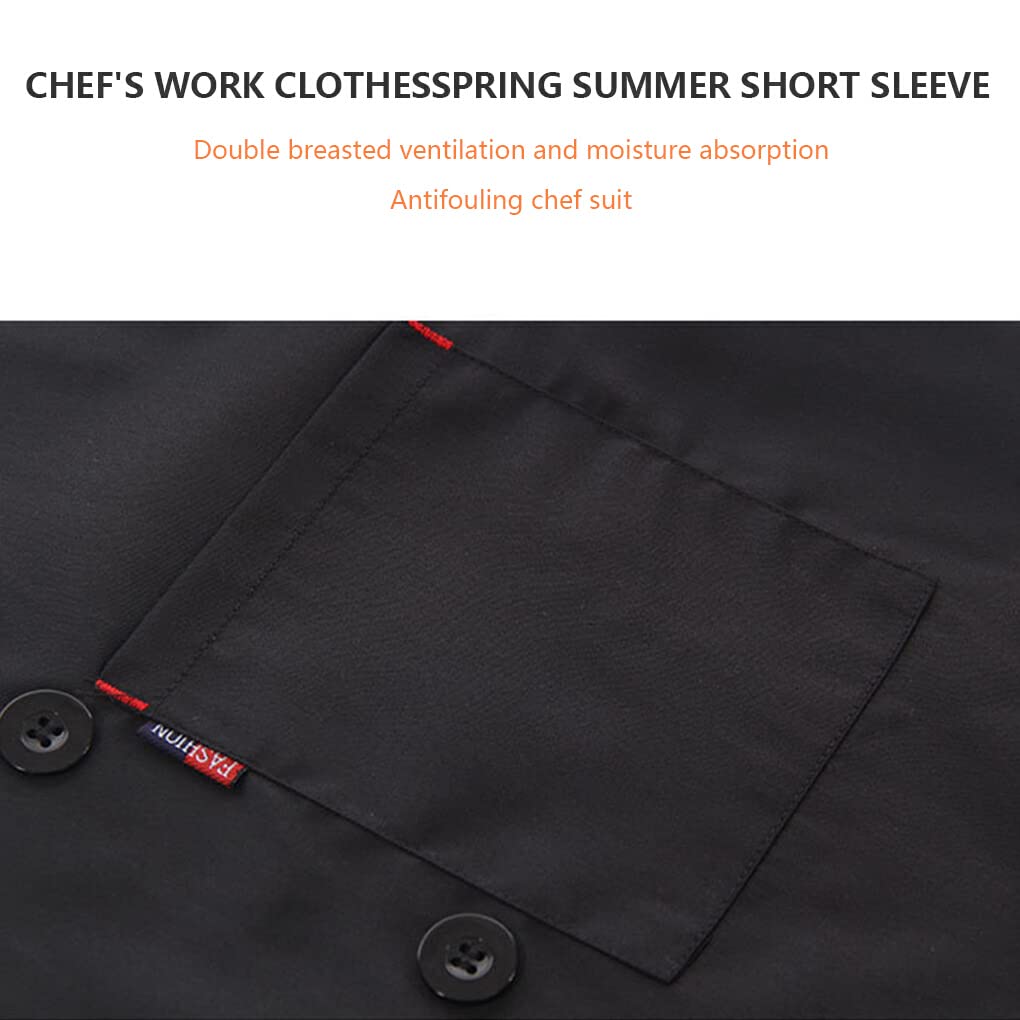 CHEF'S WORK CLOTHESSPRING SUMMER SHORT SLEEVE
Double breasted ventilation and moisture absorption
Antifouling chef suit
FASHION